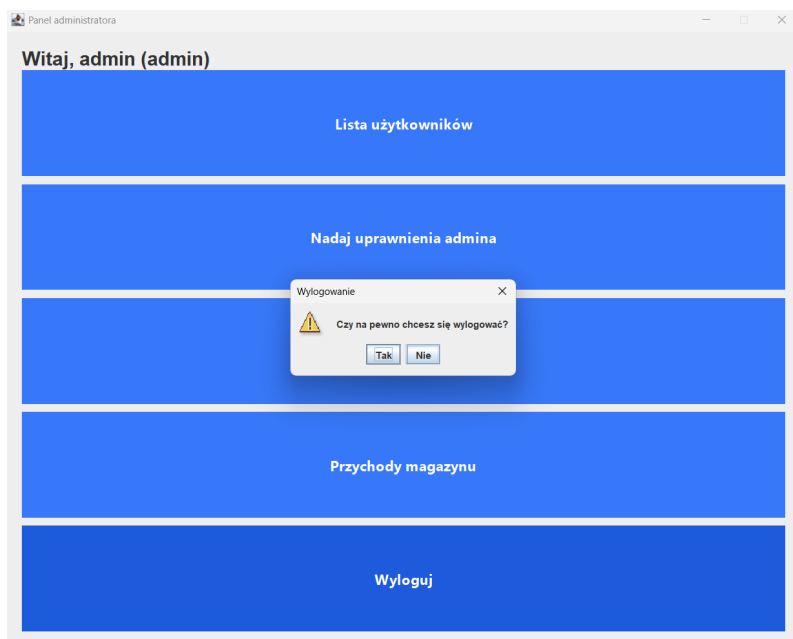 Panel administratora
Witaj, admin (admin)
Lista użytkowników
Nadaj uprawnienia admina
Wylogowanie
Czy na pewno chcesz się wylogować?
Tak Nie
Przychody magazynu
Wyloguj